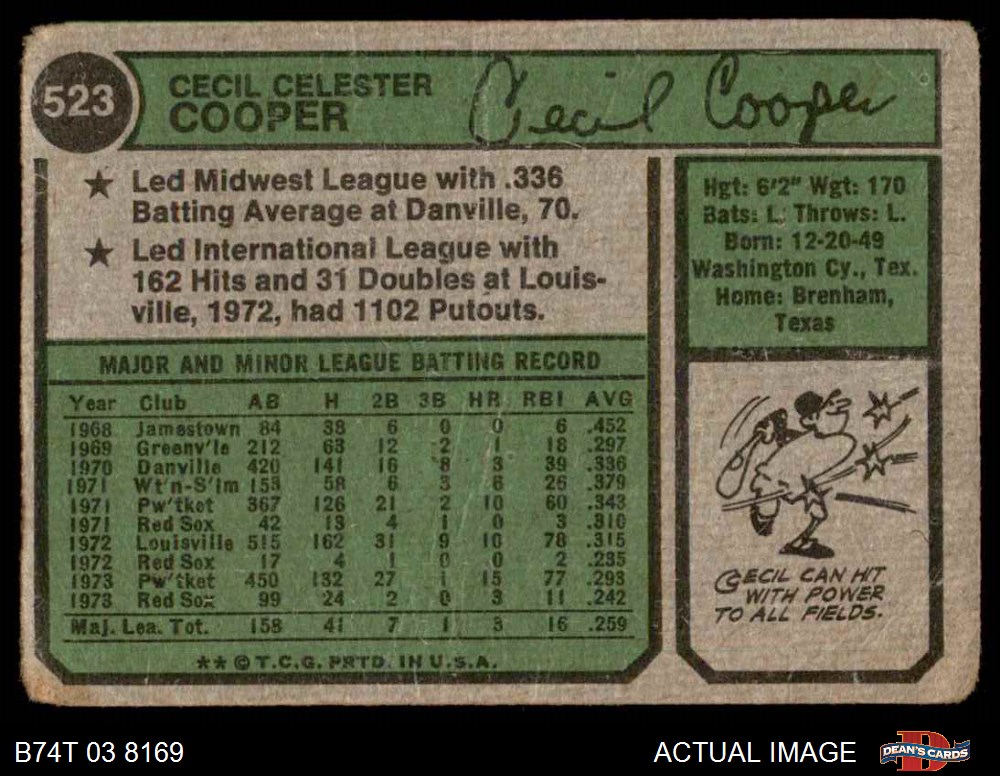 523
CECIL CELESTER
COOPER
Cecil Cooper
★ Led Midwest League with .336
Batting Average at Danville, 70.
★ Led International League with
162 Hits and 31 Doubles at Louis-
ville, 1972, had 1102 Putouts.
Hgt: 6'2" Wgt: 170
Bats: L. Throws: L.
Born: 12-20-49
Washington Cy., Tex.
Home: Brenham,
Texas
MAJOR AND MINOR LEAGUE BATTING RECORD
Year Club AB H 2B 3B HR RBI AVG
1968 Jamestown 84 38 6 0 0 6 .452
1969 Greenv'le 212 63 12 2 1 18 .297
1970 Danville 420 141 16 8 3 39 .336
1971 Wt'n-S'lm 153 58 6 3 6 26 .379
1971 Pw'tket 367 126 21 2 10 60 .343
1971 Red Sox 42 13 4 1 0 3 .310
1972 Louisville 515 162 31 9 10 78 .315
1972 Red Sox 17 4 1 0 0 2 .235
1973 Pw'tket 450 132 27 1 15 77 .293
1973 Red Sox 99 24 2 0 3 11 .242
Maj. Lea. Tot. 158 41 7 1 3 16 .259
** © T.C.G. PRTD. IN U.S.A.
CECIL CAN HIT
WITH POWER
TO ALL FIELDS.
B74T 03 8169
ACTUAL IMAGE
D
DEAN'S CARDS